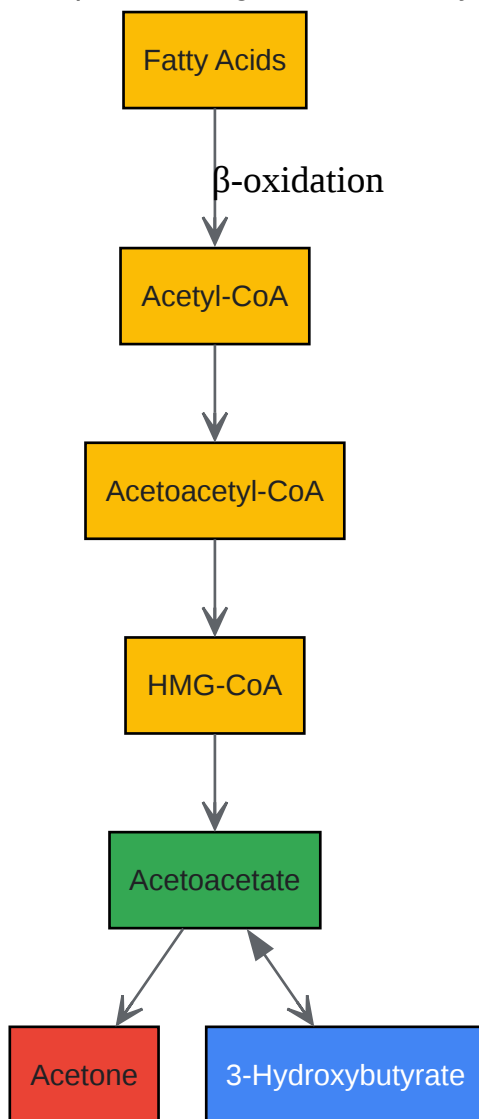 Fatty Acids
β-oxidation
Acetyl-CoA
Acetoacetyl-CoA
HMG-CoA
Acetoacetate
Acetone
3-Hydroxybutyrate